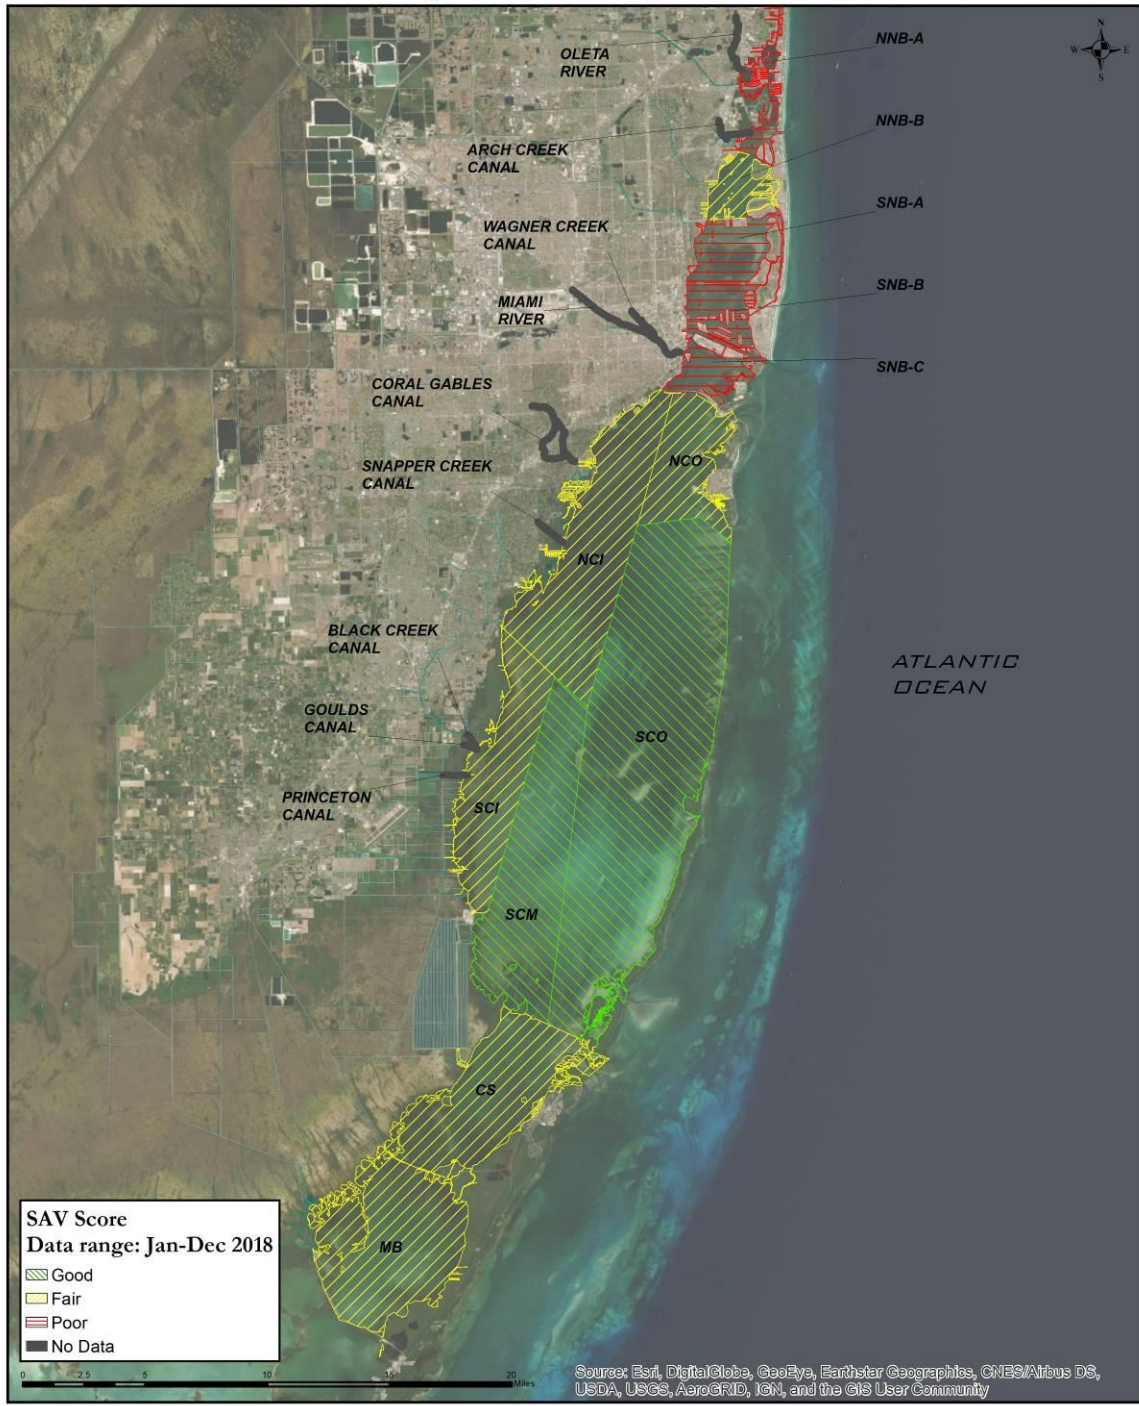 N
W
E
S
OLETA
RIVER
NNB-A
ARCH CREEK
CANAL
NNB-B
WAGNER CREEK
CANAL
SNB-A
MIAMI
RIVER
SNB-B
SNB-C
CORAL GABLES
CANAL
SNAPPER CREEK
CANAL
NCO
NCI
BLACK CREEK
CANAL
ATLANTIC
OCEAN
GOULDS
CANAL
SCO
PRINCETON
CANAL
SCI
SCM
CS
MB
SAV Score
Data range: Jan-Dec 2018
Good
Fair
Poor
No Data
0 2.5 5 10 15 20
Miles
Source: Esri, DigitalGlobe, GeoEye, Earthstar Geographics, CNES/Airbus DS,
USDA, USGS, AeroGRID, IGN, and the GIS User Community